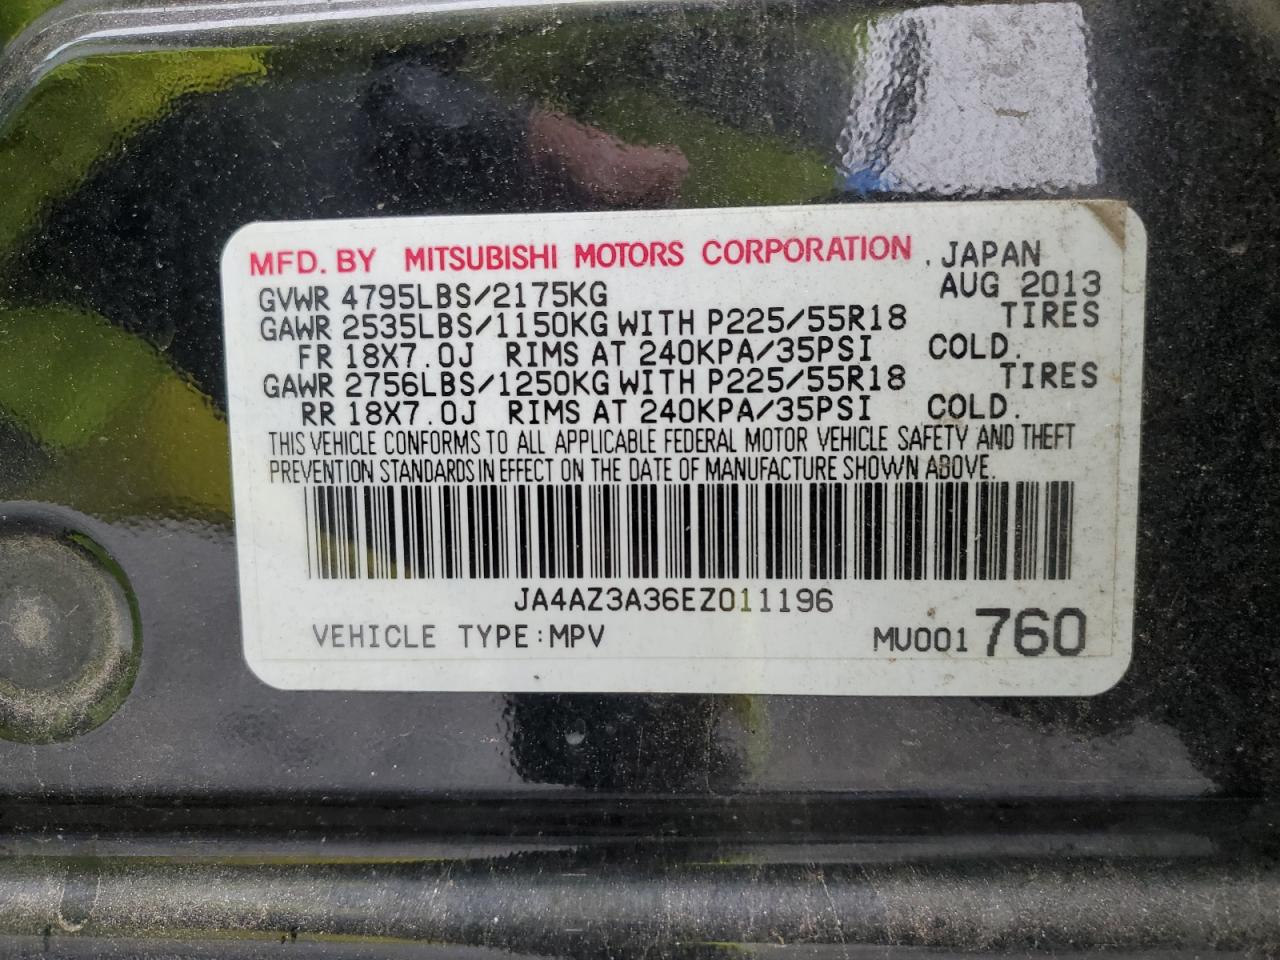 MFD. BY MITSUBISHI MOTORS CORPORATION, JAPAN
GVWR 4795LBS/2175KG AUG 2013
GAWR 2535LBS/1150KG WITH P225/55R18 TIRES
FR 18X7.0J RIMS AT 240KPA/35PSI COLD.
GAWR 2756LBS/1250KG WITH P225/55R18 TIRES
RR 18X7.0J RIMS AT 240KPA/35PSI COLD.
THIS VEHICLE CONFORMS TO ALL APPLICABLE FEDERAL MOTOR VEHICLE SAFETY AND THEFT
PREVENTION STANDARDS IN EFFECT ON THE DATE OF MANUFACTURE SHOWN ABOVE.
JA4AZ3A36EZ011196
VEHICLE TYPE:MPV MU001 760